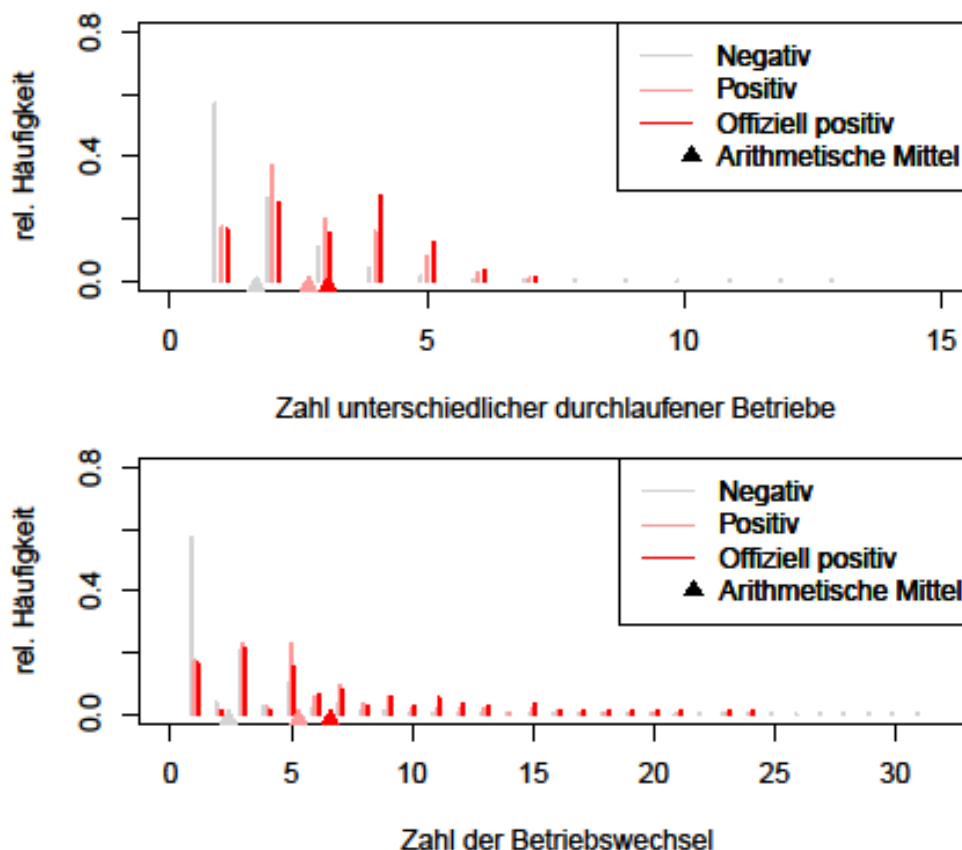 rel. Häufigkeit
0.8
0.4
0.0
Negativ
Positiv
Offiziell positiv
Arithmetische Mittel
0 5 10 15
Zahl unterschiedlicher durchlaufener Betriebe
rel. Häufigkeit
0.8
0.4
0.0
Negativ
Positiv
Offiziell positiv
Arithmetische Mittel
0 5 10 15 20 25 30
Zahl der Betriebswechsel